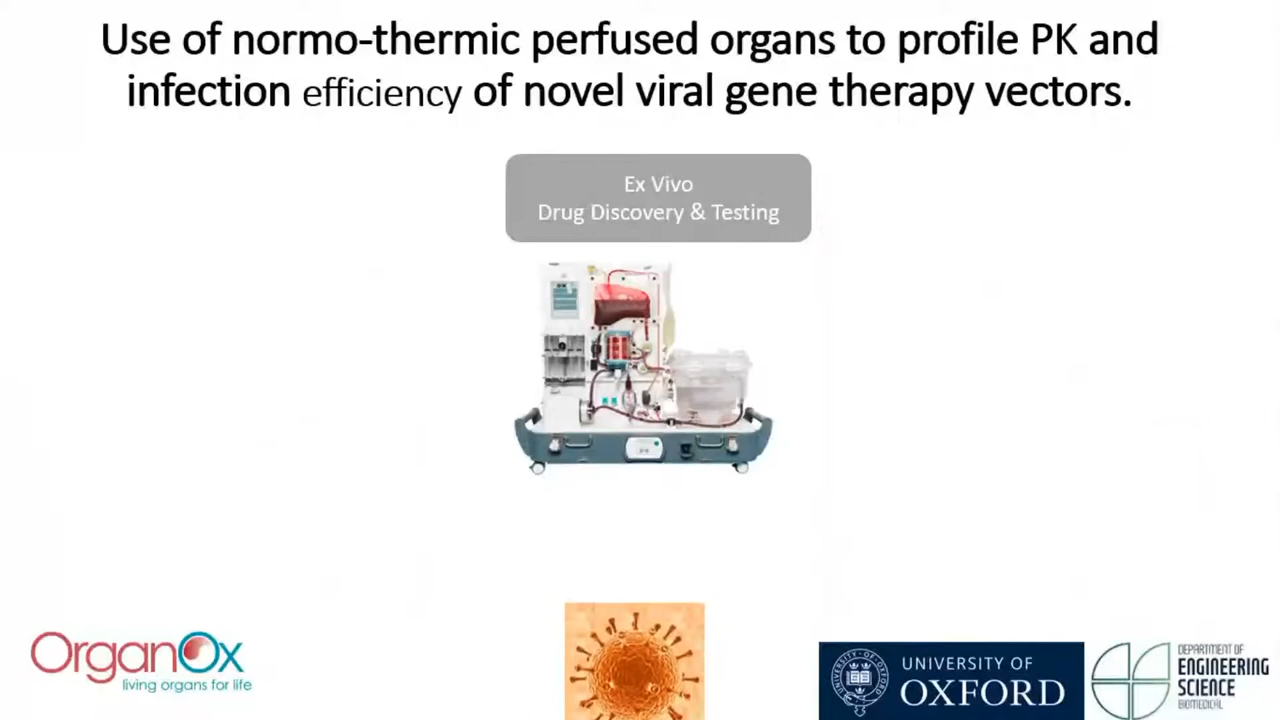 Use of normo-thermic perfused organs to profile PK and
infection efficiency of novel viral gene therapy vectors.
Ex Vivo
Drug Discovery & Testing
OrganOx
living organs for life
UNIVERSITY OF
OXFORD
DEPARTMENT OF
ENGINEERING
SCIENCE
BIOMEDICAL